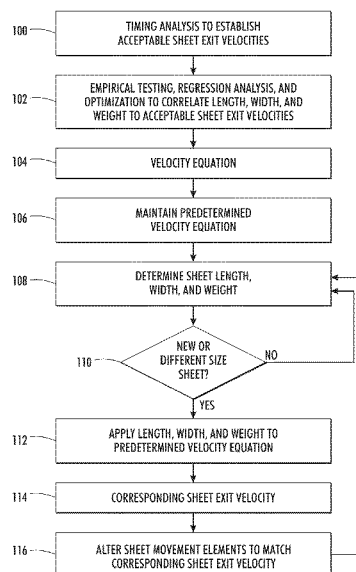 100
TIMING ANALYSIS TO ESTABLISH
ACCEPTABLE SHEET EXIT VELOCITIES
102
EMPIRICAL TESTING, REGRESSION ANALYSIS, AND
OPTIMIZATION TO CORRELATE LENGTH, WIDTH, AND
WEIGHT TO ACCEPTABLE SHEET EXIT VELOCITIES
104
VELOCITY EQUATION
106
MAINTAIN PREDETERMINED
VELOCITY EQUATION
108
DETERMINE SHEET LENGTH,
WIDTH, AND WEIGHT
110
NEW OR
DIFFERENT SIZE
SHEET?
NO
YES
112
APPLY LENGTH, WIDTH, AND WEIGHT TO
PREDETERMINED VELOCITY EQUATION
114
CORRESPONDING SHEET EXIT VELOCITY
116
ALTER SHEET MOVEMENT ELEMENTS TO MATCH
CORRESPONDING SHEET EXIT VELOCITY